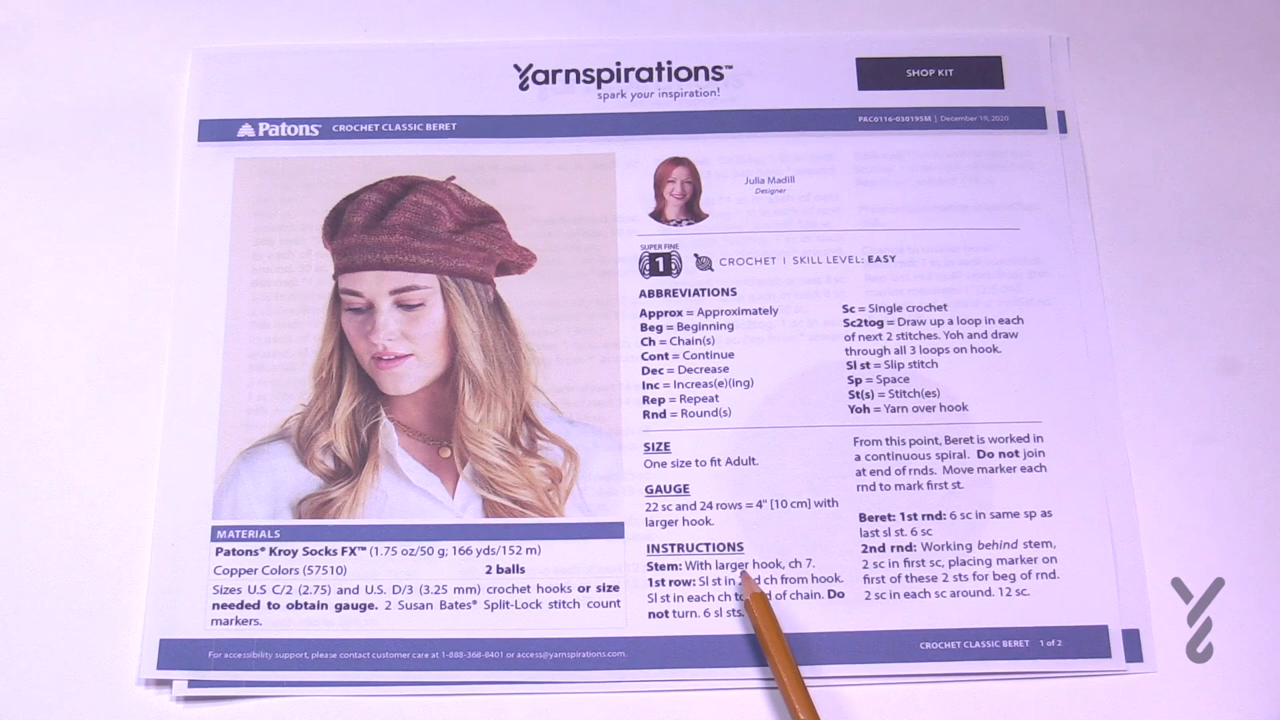 Yarnspirations™
spark your inspiration!
SHOP KIT
Patons® CROCHET CLASSIC BERET
PAC0116-030195M | December 19, 2020
Julia Madill
Designer
SUPER FINE
1
CROCHET | SKILL LEVEL: EASY
ABBREVIATIONS
Approx = Approximately
Beg = Beginning
Ch = Chain(s)
Cont = Continue
Dec = Decrease
Inc = Increas(e)(ing)
Rep = Repeat
Rnd = Round(s)
Sc = Single crochet
Sc2tog = Draw up a loop in each
of next 2 stitches. Yoh and draw
through all 3 loops on hook.
Sl st = Slip stitch
Sp = Space
St(s) = Stitch(es)
Yoh = Yarn over hook
MATERIALS
Patons® Kroy Socks FX™ (1.75 oz/50 g; 166 yds/152 m)
Copper Colors (57510) 2 balls
Sizes U.S C/2 (2.75) and U.S. D/3 (3.25 mm) crochet hooks or size
needed to obtain gauge. 2 Susan Bates® Split-Lock stitch count
markers.
SIZE
One size to fit Adult.
GAUGE
22 sc and 24 rows = 4" [10 cm] with
larger hook.
INSTRUCTIONS
Stem: With larger hook, ch 7.
1st row: Sl st in 2nd ch from hook.
Sl st in each ch to of chain. Do
not turn. 6 sl sts.
From this point, Beret is worked in
a continuous spiral. Do not join
at end of rnds. Move marker each
rnd to mark first st.
Beret: 1st rnd: 6 sc in same sp as
last sl st. 6 sc
2nd rnd: Working behind stem,
2 sc in first sc, placing marker on
first of these 2 sts for beg of rnd.
2 sc in each sc around. 12 sc.
For accessibility support, please contact customer care at 1-888-368-8401 or access@yarnspirations.com.
CROCHET CLASSIC BERET 1 of 2